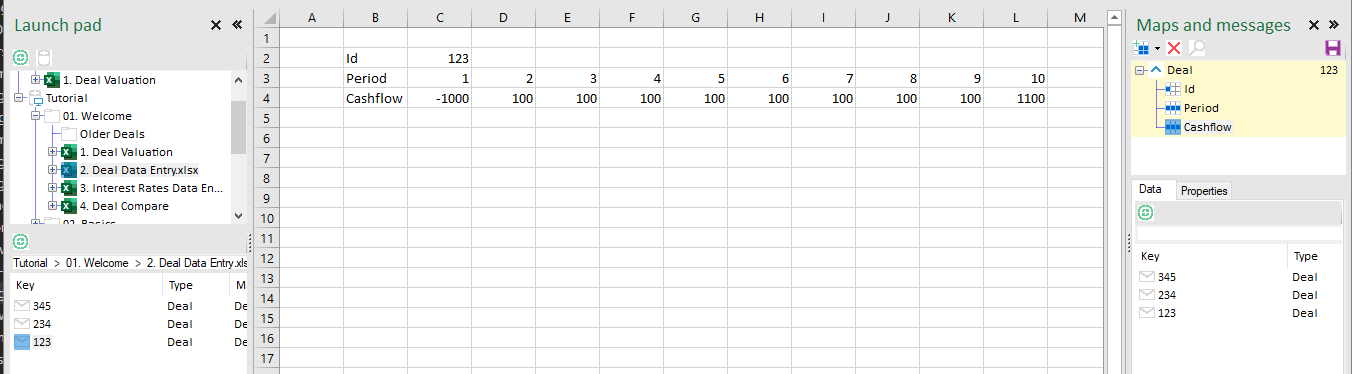 Launch pad
1. Deal Valuation
Tutorial
01. Welcome
Older Deals
1. Deal Valuation
2. Deal Data Entry.xlsx
3. Interest Rates Data En...
4. Deal Compare
02. Basics
Tutorial > 01. Welcome > 2. Deal Data Entry.xls
Key Type M
345 Deal De
234 Deal De
123 Deal De
A B C D E F G H I J K L M
1
2 Id 123
3 Period 1 2 3 4 5 6 7 8 9 10
4 Cashflow -1000 100 100 100 100 100 100 100 100 1100
5
6
7
8
9
10
11
12
13
14
15
16
17
Maps and messages
Deal 123
Id
Period
Cashflow
Data Properties
Key Type
345 Deal
234 Deal
123 Deal